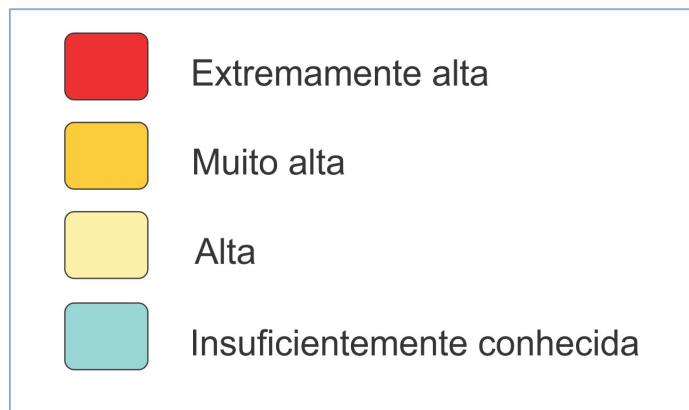 Extremamente alta
Muito alta
Alta
Insuficientemente conhecida